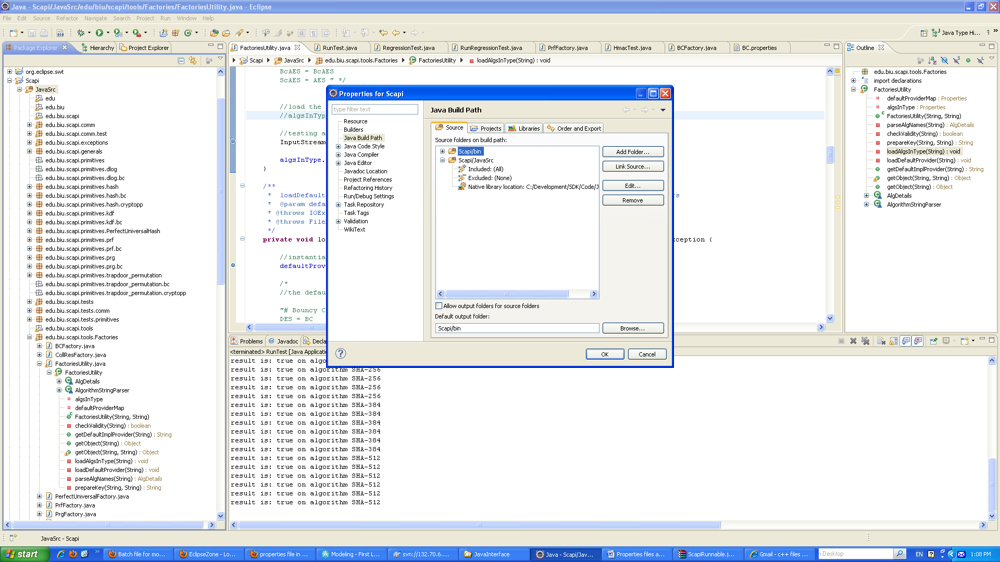 Java - Scapi/JavaSrc/edu/biu/scapi/tools/Factories/FactoriesUtility.java - Eclipse
File Edit Source Refactor Navigate Search Project Run Window Help
Java Type Hi...
Package Explorer Hierarchy Project Explorer
org.eclipse.swt
Scapi
JavaSrc
edu
edu.biu
edu.biu.scapi
edu.biu.scapi.comm
edu.biu.scapi.comm.test
edu.biu.scapi.exceptions
edu.biu.scapi.generals
edu.biu.scapi.primitives
edu.biu.scapi.primitives.dlog
edu.biu.scapi.primitives.dlog.bc
edu.biu.scapi.primitives.hash
edu.biu.scapi.primitives.hash.bc
edu.biu.scapi.primitives.hash.cryptopp
edu.biu.scapi.primitives.kdf
edu.biu.scapi.primitives.kdf.bc
edu.biu.scapi.primitives.PerfectUniversalHash
edu.biu.scapi.primitives.prf
edu.biu.scapi.primitives.prf.bc
edu.biu.scapi.primitives.prg
edu.biu.scapi.primitives.prg.bc
edu.biu.scapi.primitives.trapdoor_permutation
edu.biu.scapi.primitives.trapdoor_permutation.bc
edu.biu.scapi.primitives.trapdoor_permutation.cryptopp
edu.biu.scapi.tests
edu.biu.scapi.tests.comm
edu.biu.scapi.tests.primitives
edu.biu.scapi.tools
edu.biu.scapi.tools.Factories
BCFactory.java
CollResFactory.java
FactoriesUtility.java
FactoriesUtility
AlgDetails
AlgorithmStringParser
algsInType
defaultProviderMap
FactoriesUtility(String, String)
checkValidity(String) : boolean
getDefaultImplProvider(String) : String
getObject(String) : Object
getObject(String, String) : Object
loadAlgsInType(String) : void
loadDefaultProvider(String) : void
parseAlgNames(String) : AlgDetails
prepareKey(String, String) : String
PerfectUniversalFactory.java
PrfFactory.java
PrgFactory.java
FactoriesUtility.java RunTest.java RegressionTest.java RunRegressionTest.java PrfFactory.java HmacTest.java BCFactory.java BC.properties
Scapi JavaSrc edu.biu.scapi.tools.Factories FactoriesUtility loadAlgsInType(String) : void
BcAES = BcAES
ScAES = AES " */
//load the
//algsInTyp
//testing a
InputStream
algsInType.
}
/**
* loadDefault
* @param defa
* @throws IOEx
* @throws File
*/
private void lo
xception {
//instantia
defaultProv
/*
//the defau
"# Bouncy C
DES = BC
Properties for Scapi
type filter text
Resource
Builders
Java Build Path
Java Code Style
Java Compiler
Java Editor
Javadoc Location
Project References
Refactoring History
Run/Debug Settings
Task Repository
Task Tags
Validation
WikiText
Java Build Path
Source Projects Libraries Order and Export
Source folders on build path:
Scapi/bin
Scapi/JavaSrc
Included: (All)
Excluded: (None)
Native library location: C:/Development/SDK/Code/J
Add Folder...
Link Source...
Edit...
Remove
Allow output folders for source folders
Default output folder:
Scapi/bin
Browse...
OK Cancel
Outline
edu.biu.scapi.tools.Factories
import declarations
FactoriesUtility
defaultProviderMap : Properties
algsInType : Properties
FactoriesUtility(String, String)
parseAlgNames(String) : AlgDetails
checkValidity(String) : boolean
prepareKey(String, String) : String
loadAlgsInType(String) : void
loadDefaultProvider(String) : void
getDefaultImplProvider(String) : String
getObject(String, String) : Object
getObject(String) : Object
AlgDetails
AlgorithmStringParser
Problems Javadoc Decla
<terminated> RunTest [Java Applicatio
result is: true on algo
result is: true on algorithm SHA-256
result is: true on algorithm SHA-256
result is: true on algorithm SHA-256
result is: true on algorithm SHA-256
result is: true on algorithm SHA-384
result is: true on algorithm SHA-384
result is: true on algorithm SHA-384
result is: true on algorithm SHA-384
result is: true on algorithm SHA-384
result is: true on algorithm SHA-384
result is: true on algorithm SHA-512
result is: true on algorithm SHA-512
result is: true on algorithm SHA-512
result is: true on algorithm SHA-512
result is: true on algorithm SHA-512
result is: true on algorithm SHA-512
JavaSrc - Scapi
start Batch file for mo... EclipseZone - Lo... properties file in ... Modeling - First L... svn://132.70.6.... JavaInterface Java - Scapi/Jav... Properties files a... ScapiRunnable.j... Gmail - c++ files ... Desktop EN 1:08 PM